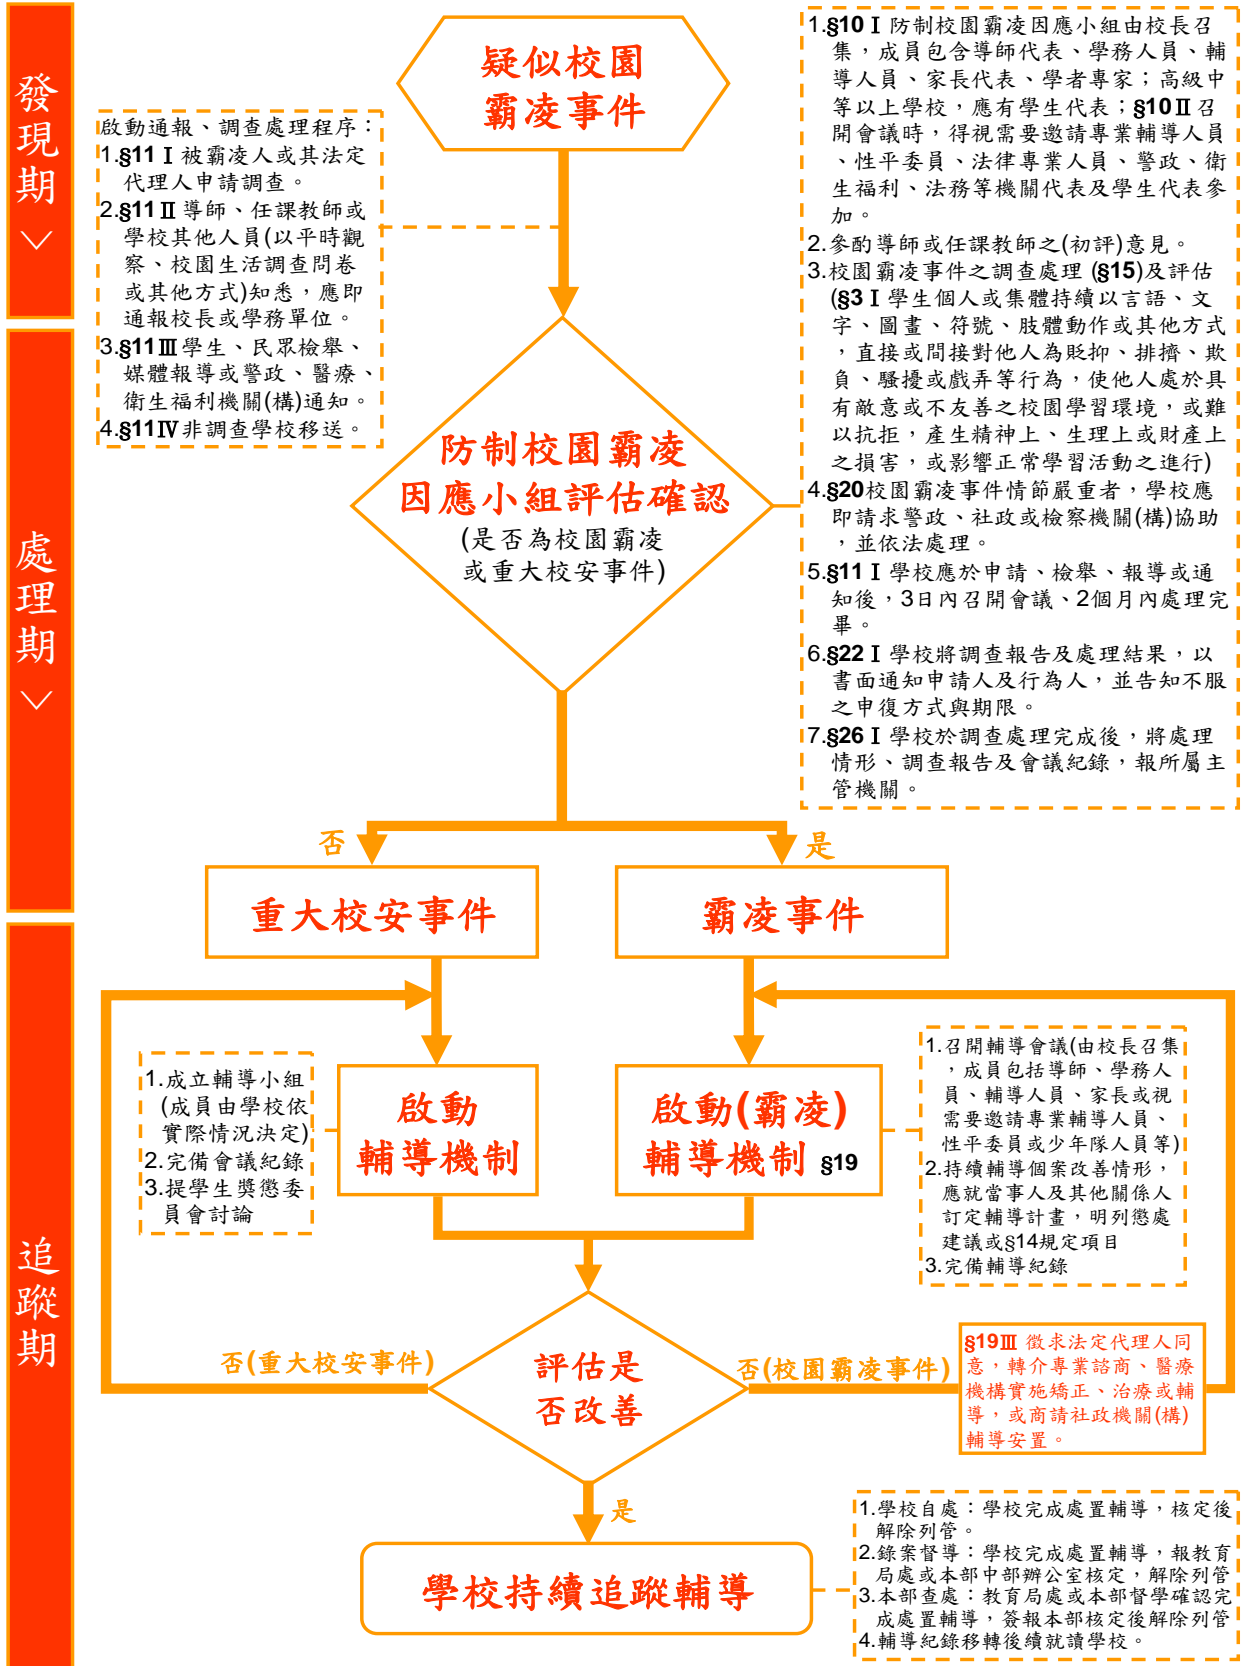 發現期
﹀
處理期
﹀
追蹤期
疑似校園
霸凌事件
啟動通報、調查處理程序：
1.§11Ⅰ被霸凌人或其法定
代理人申請調查。
2.§11Ⅱ導師、任課教師或
學校其他人員(以平時觀
察、校園生活調查問卷
或其他方式)知悉，應即
通報校長或學務單位。
3.§11Ⅲ學生、民眾檢舉、
媒體報導或警政、醫療、
衛生福利機關(構)通知。
4.§11Ⅳ非調查學校移送。
1.§10Ⅰ防制校園霸凌因應小組由校長召
集，成員包含導師代表、學務人員、輔
導人員、家長代表、學者專家；高級中
等以上學校，應有學生代表；§10Ⅱ召
開會議時，得視需要邀請專業輔導人員
、性平委員、法律專業人員、警政、衛
生福利、法務等機關代表及學生代表參
加。
2.參酌導師或任課教師之(初評)意見。
3.校園霸凌事件之調查處理 (§15)及評估
(§3Ⅰ學生個人或集體持續以言語、文
字、圖畫、符號、肢體動作或其他方式
，直接或間接對他人為貶抑、排擠、欺
負、騷擾或戲弄等行為，使他人處於具
有敵意或不友善之校園學習環境，或難
以抗拒，產生精神上、生理上或財產上
之損害，或影響正常學習活動之進行)
4.§20校園霸凌事件情節嚴重者，學校應
即請求警政、社政或檢察機關(構)協助
，並依法處理。
5.§11Ⅰ學校應於申請、檢舉、報導或通
知後，3日內召開會議、2個月內處理完
畢。
6.§22Ⅰ學校將調查報告及處理結果，以
書面通知申請人及行為人，並告知不服
之申復方式與期限。
7.§26Ⅰ學校於調查處理完成後，將處理
情形、調查報告及會議紀錄，報所屬主
管機關。
防制校園霸凌
因應小組評估確認
(是否為校園霸凌
或重大校安事件)
否
是
重大校安事件
霸凌事件
1.成立輔導小組
(成員由學校依
實際情況決定)
2.完備會議紀錄
3.提學生獎懲委
員會討論
啟動
輔導機制
啟動(霸凌)
輔導機制 §19
1.召開輔導會議(由校長召集
，成員包括導師、學務人
員、輔導人員、家長或視
需要邀請專業輔導人員、
性平委員或少年隊人員等)
2.持續輔導個案改善情形，
應就當事人及其他關係人
訂定輔導計畫，明列懲處
建議或§14規定項目
3.完備輔導紀錄
否(重大校安事件)
評估是
否改善
否(校園霸凌事件)
§19Ⅲ 徵求法定代理人同
意，轉介專業諮商、醫療
機構實施矯正、治療或輔
導，或商請社政機關(構)
輔導安置。
是
學校持續追蹤輔導
1.學校自處：學校完成處置輔導，核定後
解除列管。
2.錄案督導：學校完成處置輔導，報教育
局處或本部中部辦公室核定，解除列管
3.本部查處：教育局處或本部督學確認完
成處置輔導，簽報本部核定後解除列管
4.輔導紀錄移轉後續就讀學校。